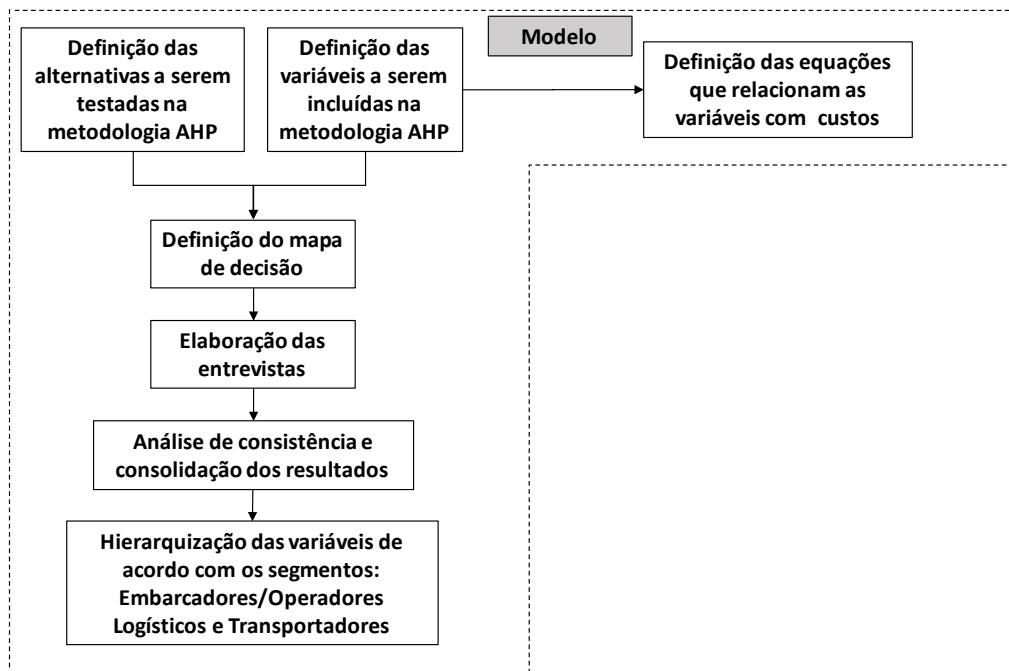 Definição das
alternativas a serem
testadas na
metodologia AHP
Definição das
variáveis a serem
incluídas na
metodologia AHP
Modelo
Definição das equações
que relacionam as
variáveis com custos
Definição do mapa
de decisão
Elaboração das
entrevistas
Análise de consistência e
consolidação dos resultados
Hierarquização das variáveis de
acordo com os segmentos:
Embarcadores/Operadores
Logísticos e Transportadores